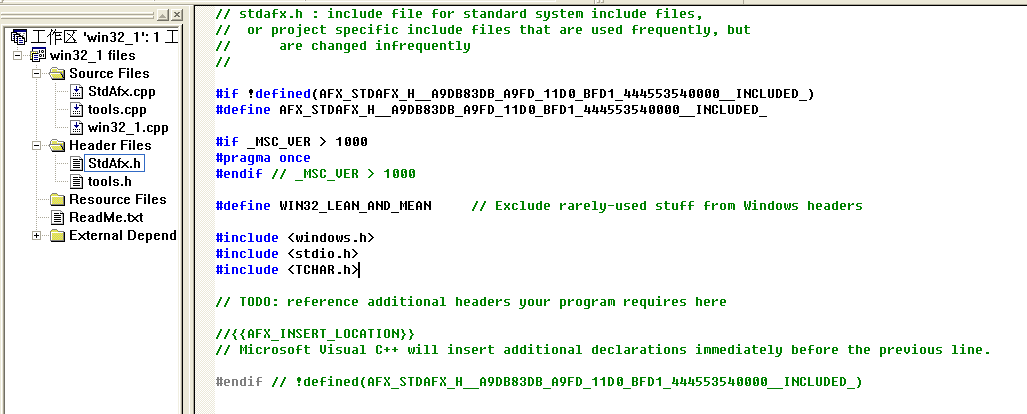 工作区 'win32_1': 1 工
win32_1 files
Source Files
StdAfx.cpp
tools.cpp
win32_1.cpp
Header Files
StdAfx.h
tools.h
Resource Files
ReadMe.txt
External Depend
// stdafx.h : include file for standard system include files,
//  or project specific include files that are used frequently, but
//      are changed infrequently
//
#if !defined(AFX_STDAFX_H__A9DB83DB_A9FD_11D0_BFD1_444553540000__INCLUDED_)
#define AFX_STDAFX_H__A9DB83DB_A9FD_11D0_BFD1_444553540000__INCLUDED_
#if _MSC_VER > 1000
#pragma once
#endif // _MSC_VER > 1000
#define WIN32_LEAN_AND_MEAN     // Exclude rarely-used stuff from Windows headers
#include <windows.h>
#include <stdio.h>
#include <TCHAR.h>
// TODO: reference additional headers your program requires here
//{{AFX_INSERT_LOCATION}}
// Microsoft Visual C++ will insert additional declarations immediately before the previous line.
#endif // !defined(AFX_STDAFX_H__A9DB83DB_A9FD_11D0_BFD1_444553540000__INCLUDED_)